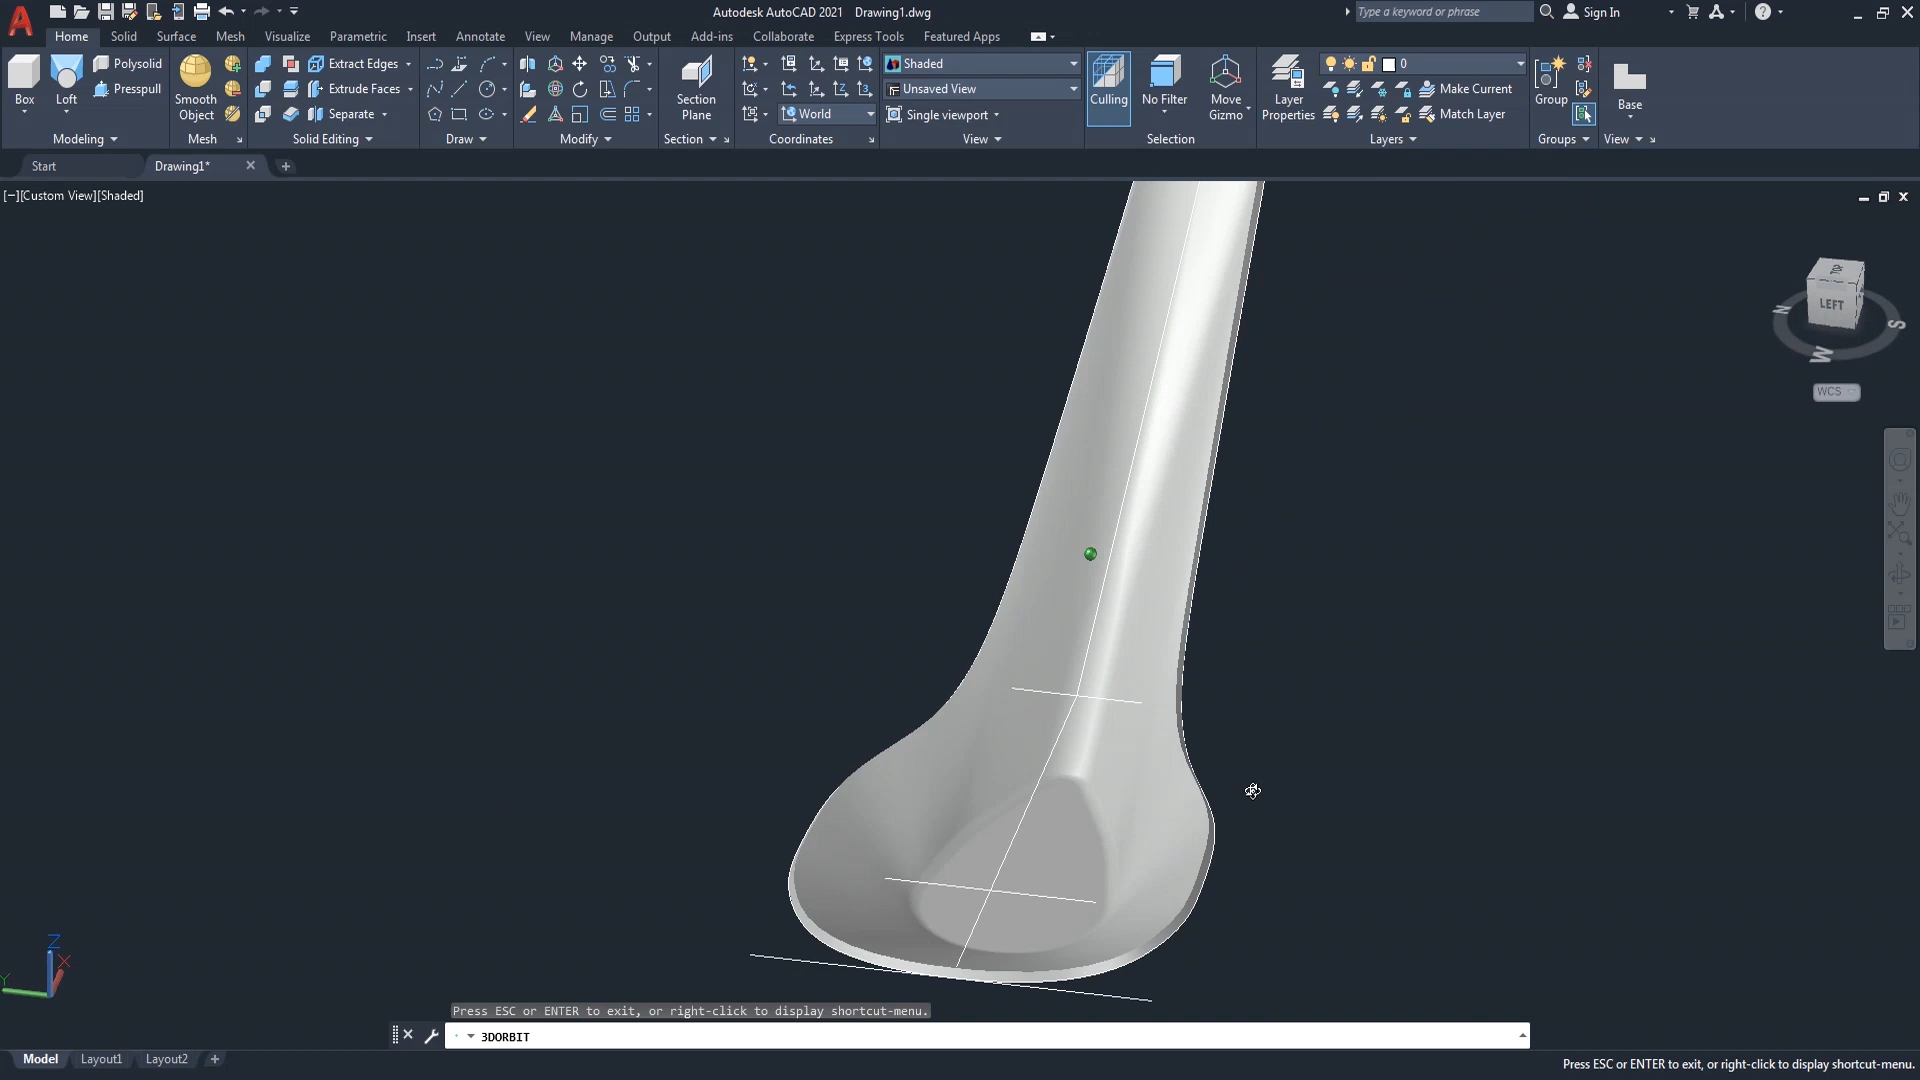 Autodesk AutoCAD 2021 Drawing1.dwg
Type a keyword or phrase
Sign In
Home Solid Surface Mesh Visualize Parametric Insert Annotate View Manage Output Add-ins Collaborate Express Tools Featured Apps
Box
Loft
Polysolid
Presspull
Smooth
Object
Extract Edges
Extrude Faces
Separate
Section
Plane
World
Shaded
Unsaved View
Single viewport
Culling
No Filter
Move
Gizmo
Layer
Properties
0
Make Current
Match Layer
Group
Base
Modeling
Mesh
Solid Editing
Draw
Modify
Section
Coordinates
View
Selection
Layers
Groups
View
Start
Drawing1*
[−][Custom View][Shaded]
TOP
LEFT
N
S
W
WCS
Z
X
Y
Press ESC or ENTER to exit, or right-click to display shortcut-menu.
3DORBIT
Model Layout1 Layout2
Press ESC or ENTER to exit, or right-click to display shortcut-menu.